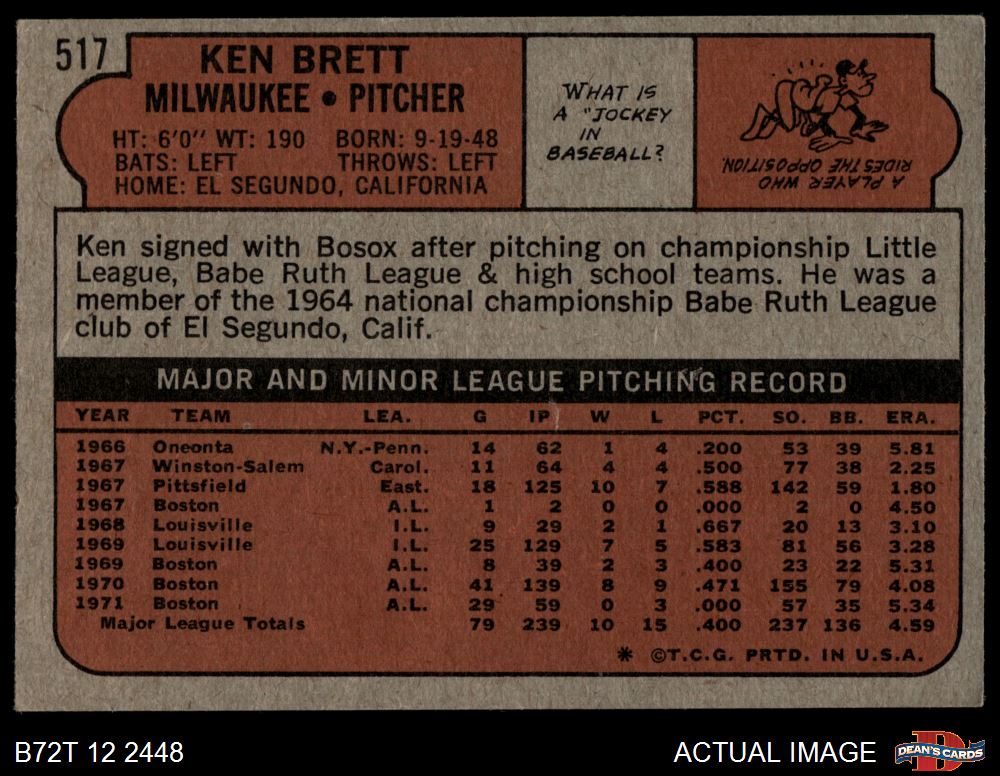 517
KEN BRETT
MILWAUKEE • PITCHER
HT: 6'0" WT: 190 BORN: 9-19-48
BATS: LEFT THROWS: LEFT
HOME: EL SEGUNDO, CALIFORNIA
WHAT IS
A "JOCKEY
IN
BASEBALL?
A PLAYER WHO
RIDES THE OPPOSITION.
Ken signed with Bosox after pitching on championship Little
League, Babe Ruth League & high school teams. He was a
member of the 1964 national championship Babe Ruth League
club of El Segundo, Calif.
MAJOR AND MINOR LEAGUE PITCHING RECORD
YEAR TEAM LEA. G IP W L PCT. SO. BB. ERA.
1966 Oneonta N.Y.-Penn. 14 62 1 4 .200 53 39 5.81
1967 Winston-Salem Carol. 11 64 4 4 .500 77 38 2.25
1967 Pittsfield East. 18 125 10 7 .588 142 59 1.80
1967 Boston A.L. 1 2 0 0 .000 2 0 4.50
1968 Louisville I.L. 9 29 2 1 .667 20 13 3.10
1969 Louisville I.L. 25 129 7 5 .583 81 56 3.28
1969 Boston A.L. 8 39 2 3 .400 23 22 5.31
1970 Boston A.L. 41 139 8 9 .471 155 79 4.08
1971 Boston A.L. 29 59 0 3 .000 57 35 5.34
Major League Totals 79 239 10 15 .400 237 136 4.59
* ©T.C.G. PRTD. IN U.S.A.
B72T 12 2448
ACTUAL IMAGE
D
DEAN'S CARDS